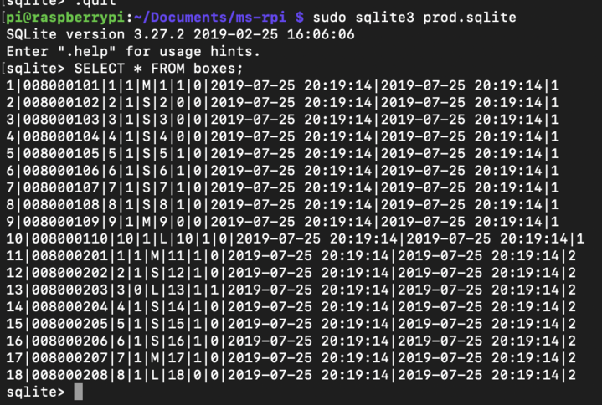 sqlite> .quit
[pi@raspberrypi:~/Documents/ms-rpi $ sudo sqlite3 prod.sqlite
SQLite version 3.27.2 2019-02-25 16:06:06
Enter ".help" for usage hints.
[sqlite> SELECT * FROM boxes;
1|008000101|1|1|M|1|1|0|2019-07-25 20:19:14|2019-07-25 20:19:14|1
2|008000102|2|1|S|2|0|0|2019-07-25 20:19:14|2019-07-25 20:19:14|1
3|008000103|3|1|S|3|0|0|2019-07-25 20:19:14|2019-07-25 20:19:14|1
4|008000104|4|1|S|4|0|0|2019-07-25 20:19:14|2019-07-25 20:19:14|1
5|008000105|5|1|S|5|1|0|2019-07-25 20:19:14|2019-07-25 20:19:14|1
6|008000106|6|1|S|6|1|0|2019-07-25 20:19:14|2019-07-25 20:19:14|1
7|008000107|7|1|S|7|1|0|2019-07-25 20:19:14|2019-07-25 20:19:14|1
8|008000108|8|1|S|8|1|0|2019-07-25 20:19:14|2019-07-25 20:19:14|1
9|008000109|9|1|M|9|0|0|2019-07-25 20:19:14|2019-07-25 20:19:14|1
10|008000110|10|1|L|10|1|0|2019-07-25 20:19:14|2019-07-25 20:19:14|1
11|008000201|1|1|M|11|1|0|2019-07-25 20:19:14|2019-07-25 20:19:14|2
12|008000202|2|1|S|12|1|0|2019-07-25 20:19:14|2019-07-25 20:19:14|2
13|008000203|3|0|L|13|1|1|2019-07-25 20:19:14|2019-07-25 20:19:14|2
14|008000204|4|1|S|14|1|0|2019-07-25 20:19:14|2019-07-25 20:19:14|2
15|008000205|5|1|S|15|1|0|2019-07-25 20:19:14|2019-07-25 20:19:14|2
16|008000206|6|1|S|16|1|0|2019-07-25 20:19:14|2019-07-25 20:19:14|2
17|008000207|7|1|M|17|1|0|2019-07-25 20:19:14|2019-07-25 20:19:14|2
18|008000208|8|1|L|18|0|0|2019-07-25 20:19:14|2019-07-25 20:19:14|2
sqlite>